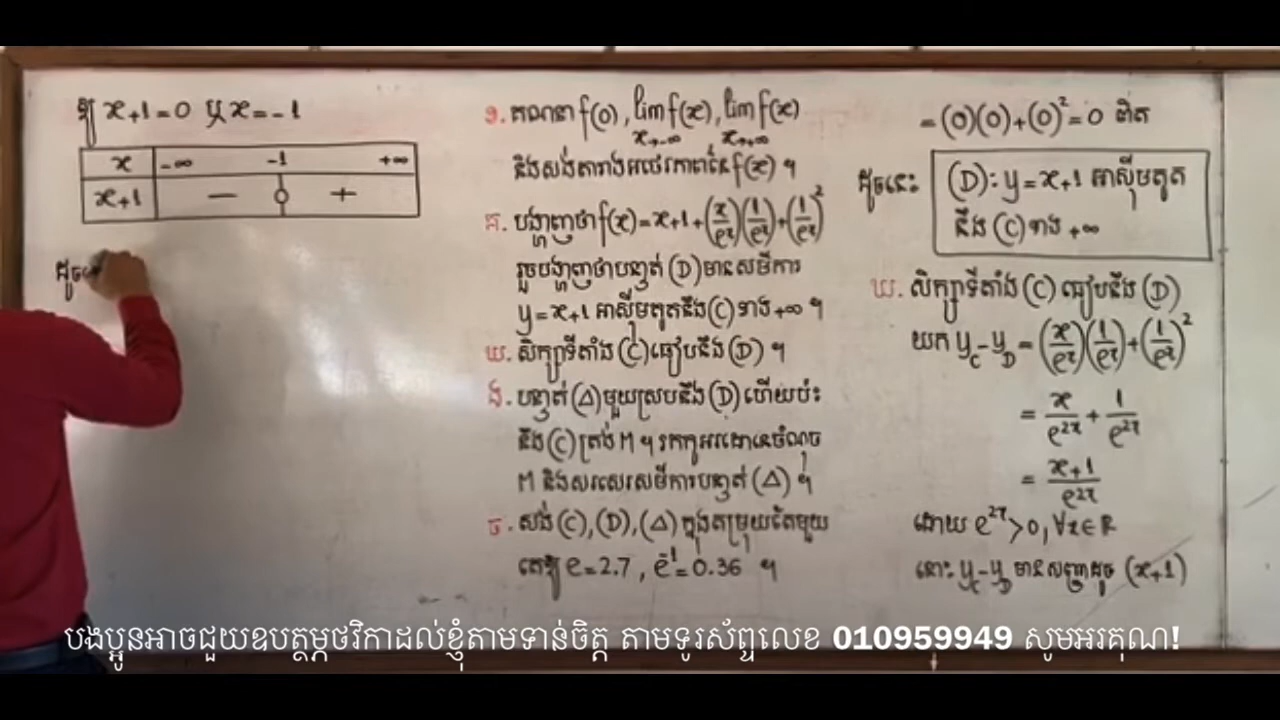 ឱ្យ x+1=0 ឬ x=-1
x -∞ -1 +∞
x+1 - 0 +
ដូច
១. គណនា f(0), lim f(x), lim f(x)
x→-∞ x→+∞
និងសង់តារាងអថេរភាពនៃ f(x) ។
គ. បង្ហាញថា f(x)=x+1+(x/eˣ)(1/eˣ)+(1/eˣ)²
រួចបង្ហាញថាបន្ទាត់ (D) មានសមីការ
y=x+1 អាស៊ីមតូតនឹង (C) ខាង +∞ ។
ឃ. សិក្សាទីតាំង (C) ធៀបនឹង (D) ។
ង. បន្ទាត់ (Δ) មួយស្របនឹង (D) ហើយប៉ះ
នឹង (C) ត្រង់ M ។ រកកូអរដោនេចំណុច
M និងសរសេរសមីការបន្ទាត់ (Δ) ។
ច. សង់ (C), (D), (Δ) ក្នុងតម្រុយតែមួយ
គេឱ្យ e=2.7, e⁻¹=0.36 ។
=(0)(0)+(0)²=0 ពិត
ដូចនេះ (D): y=x+1 អាស៊ីមតូត
នឹង (C) ខាង +∞
ឃ. សិក្សាទីតាំង (C) ធៀបនឹង (D)
យក y_C-y_D=(x/eˣ)(1/eˣ)+(1/eˣ)²
= x/e²ˣ + 1/e²ˣ
= x+1/e²ˣ
ដោយ e²ˣ>0, ∀x∈ℝ
នោះ y_C-y_D មានសញ្ញាដូច (x+1)
បងប្អូនអាចជួយឧបត្ថម្ភថវិកាដល់ខ្ញុំតាមទាន់ចិត្ត តាមទូរស័ព្ទលេខ 010959949 សូមអរគុណ!